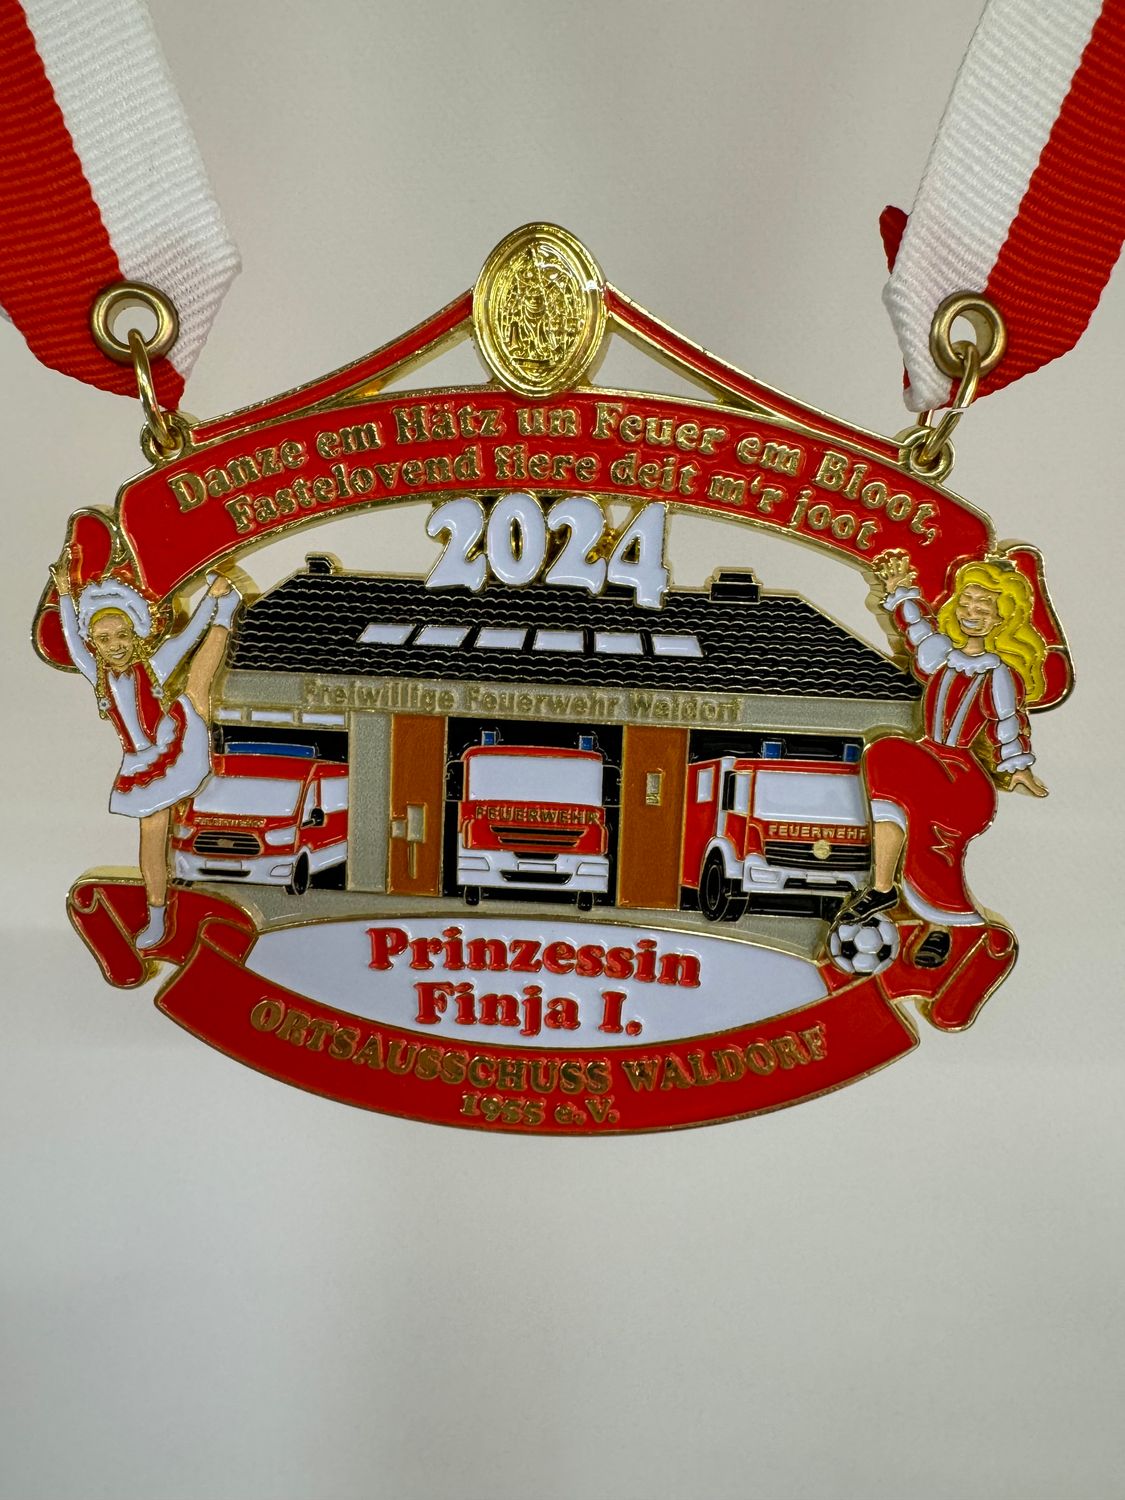 Danze em Hätz un Feuer em Bloot,
Fastelovend fiere deit m'r joot
2024
Freiwillige Feuerwehr Waldorf
FEUERWEHR
FEUERWEHR
FEUERWEHR
M
Prinzessin
Finja I.
ORTSAUSSCHUSS WALDORF
1955 e.V.